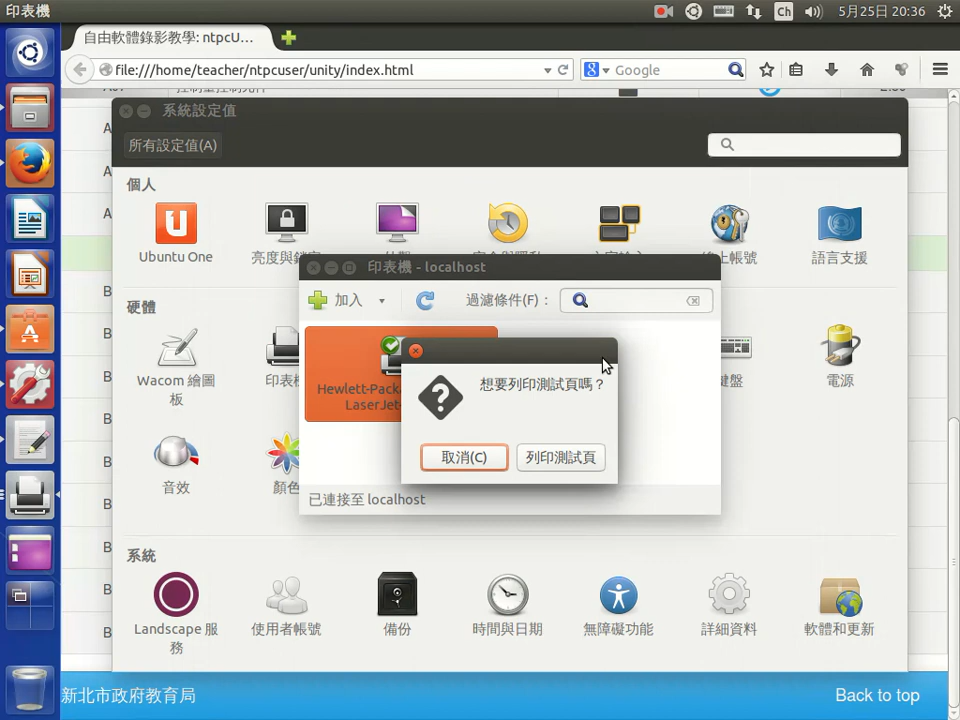 印表機
Ch
5月25日 20:36
自由軟體錄影教學: ntpcU...
file:///home/teacher/ntpcuser/unity/index.html
Google
系統設定值
所有設定值(A)
個人
Ubuntu One
亮度與鎖定
線上帳號
語言支援
印表機 - localhost
加入
過濾條件(F)：
硬體
Wacom 繪圖
板
印表
鍵盤
電源
Hewlett-Pack
LaserJet-
想要列印測試頁嗎？
取消(C)
列印測試頁
音效
顏色
已連接至 localhost
系統
Landscape 服
務
使用者帳號
備份
時間與日期
無障礙功能
詳細資料
軟體和更新
新北市政府教育局
Back to top